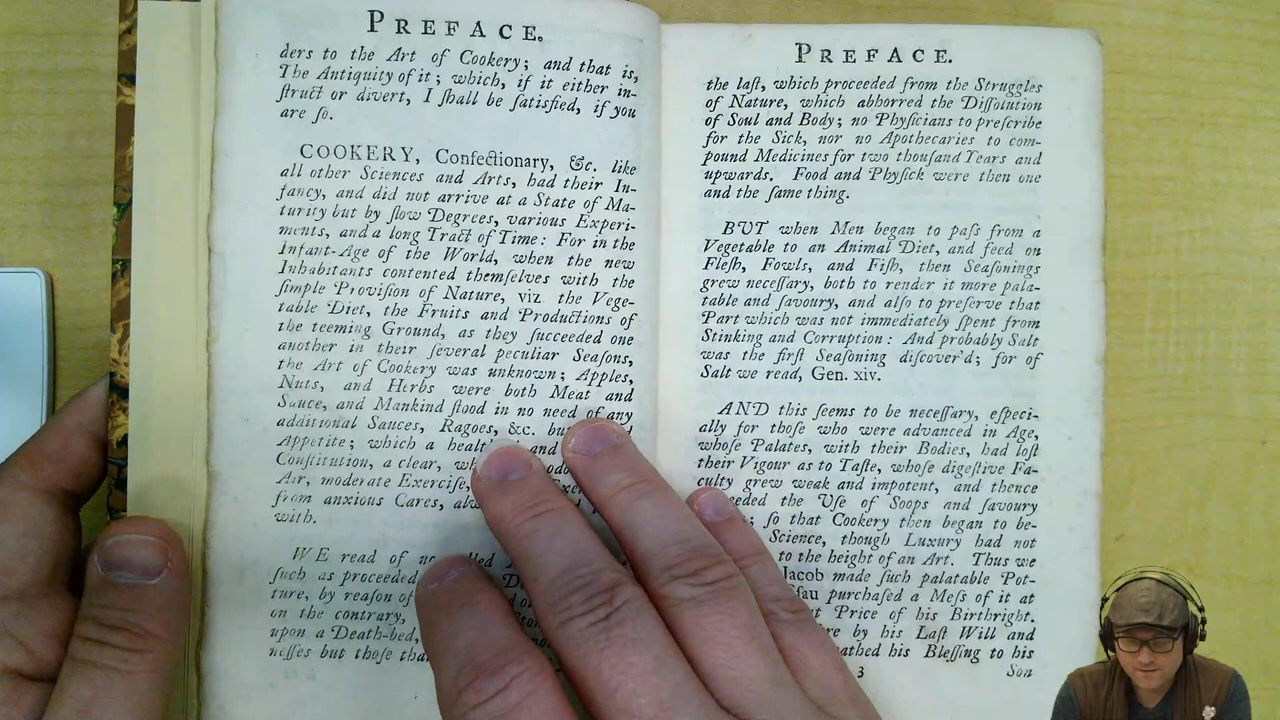 PREFACE.
ders to the Art of Cookery; and that is,
The Antiquity of it; which, if it either in-
ſtruct or divert, I ſhall be ſatisfied, if you
are ſo.
COOKERY, Confectionary, &c. like
all other Sciences and Arts, had their In-
fancy, and did not arrive at a State of Ma-
turity but by ſlow Degrees, various Experi-
ments, and a long Tract of Time: For in the
Infant-Age of the World, when the new
Inhabitants contented themſelves with the
ſimple Proviſion of Nature, viz. the Vege-
table Diet, the Fruits and Productions of
the teeming Ground, as they ſucceeded one
another in their ſeveral peculiar Seaſons,
the Art of Cookery was unknown; Apples,
Nuts, and Herbs were both Meat and
Sauce, and Mankind ſtood in no need of any
additional Sauces, Ragoes, &c. but
Appetite; which a and
Conſtitution, a clear,
Air, moderate Exerciſe,
from anxious Cares,
with.
WE read of no
ſuch as proceeded
ture, by reaſon of
on the contrary,
upon a Death-bed,
neſſes but thoſe
PREFACE.
the laſt, which proceeded from the Struggles
of Nature, which abhorred the Diſſolution
of Soul and Body; no Phyſicians to preſcribe
for the Sick, nor no Apothecaries to com-
pound Medicines for two thouſand Years and
upwards. Food and Phyſick were then one
and the ſame thing.
BUT when Men began to paſs from a
Vegetable to an Animal Diet, and feed on
Fleſh, Fowls, and Fiſh, then Seaſonings
grew neceſſary, both to render it more pala-
table and ſavoury, and alſo to preſerve that
Part which was not immediately ſpent from
Stinking and Corruption: And probably Salt
was the firſt Seaſoning diſcover'd; for of
Salt we read, Gen. xiv.
AND this ſeems to be neceſſary, eſpeci-
ally for thoſe who were advanced in Age,
whoſe Palates, with their Bodies, had loſt
their Vigour as to Taſte, whoſe digeſtive Fa-
culty grew weak and impotent, and thence
the Uſe of Soops and ſavoury
; ſo that Cookery then began to be-
Science, though Luxury had not
to the height of an Art. Thus we
Jacob made ſuch palatable Pot-
purchaſed a Meſs of it at
Price of his Birthright.
by his Laſt Will and
his Bleſſing to his
3 Son